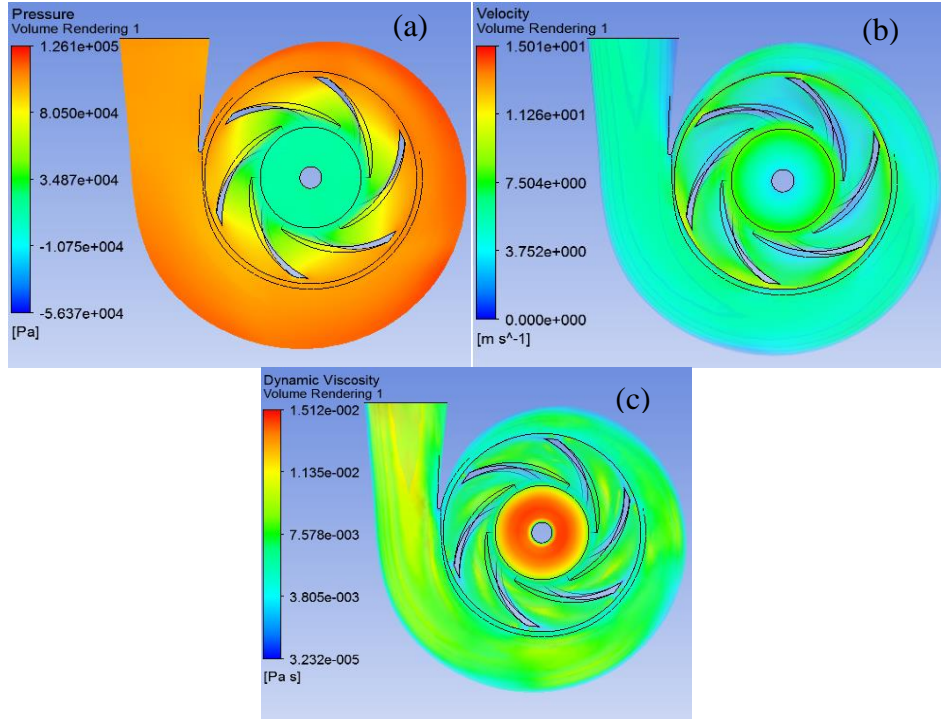 Pressure
Volume Rendering 1
(a)
1.261e+005
8.050e+004
3.487e+004
-1.075e+004
-5.637e+004
[Pa]
Velocity
Volume Rendering 1
(b)
1.501e+001
1.126e+001
7.504e+000
3.752e+000
0.000e+000
[m s^-1]
Dynamic Viscosity
Volume Rendering 1
(c)
1.512e-002
1.135e-002
7.578e-003
3.805e-003
3.232e-005
[Pa s]